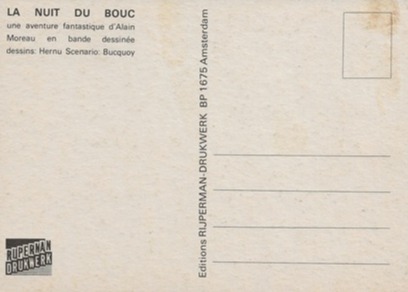 LA NUIT DU BOUC
une aventure fantastique d'Alain
Moreau en bande dessinée
dessins: Hernu Scenario: Bucquoy
Editions RIJPERMAN-DRUKWERK BP 1675 Amsterdam
RIJPERMAN
DRUKWERK